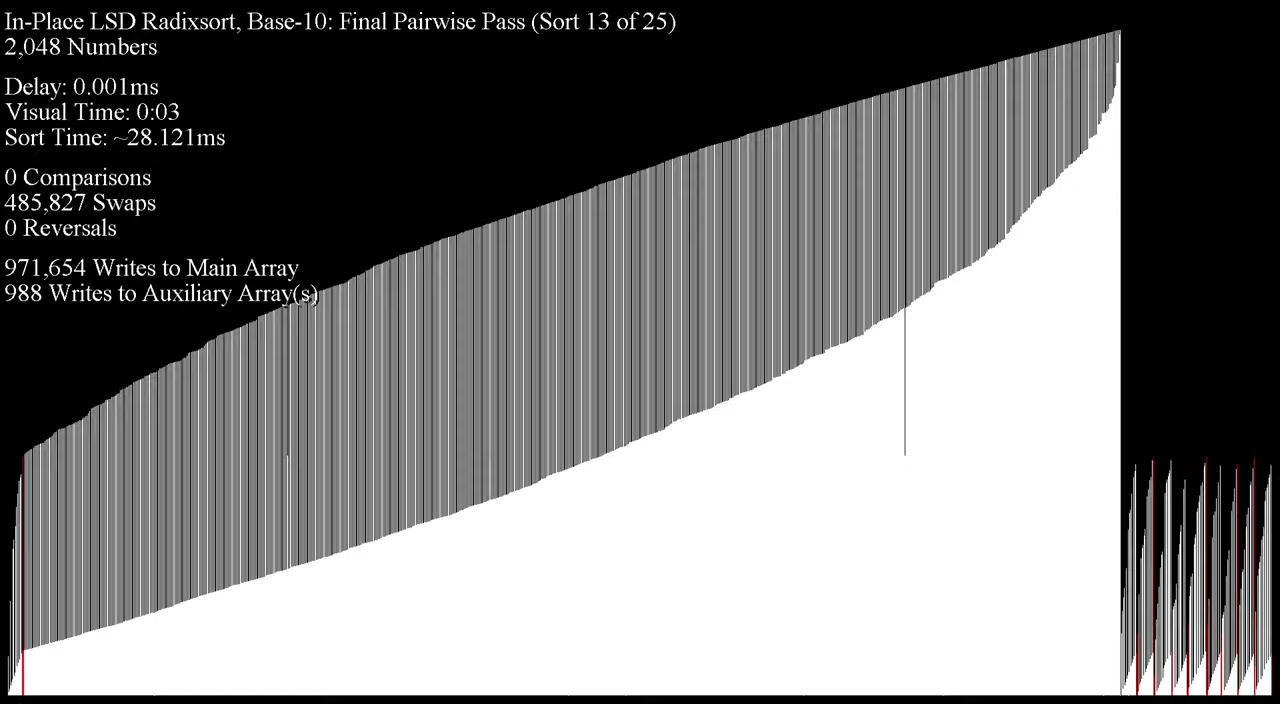 In-Place LSD Radixsort, Base-10: Final Pairwise Pass (Sort 13 of 25)
2,048 Numbers
Delay: 0.001ms
Visual Time: 0:03
Sort Time: ~28.121ms
0 Comparisons
485,827 Swaps
0 Reversals
971,654 Writes to Main Array
988 Writes to Auxiliary Array(s)